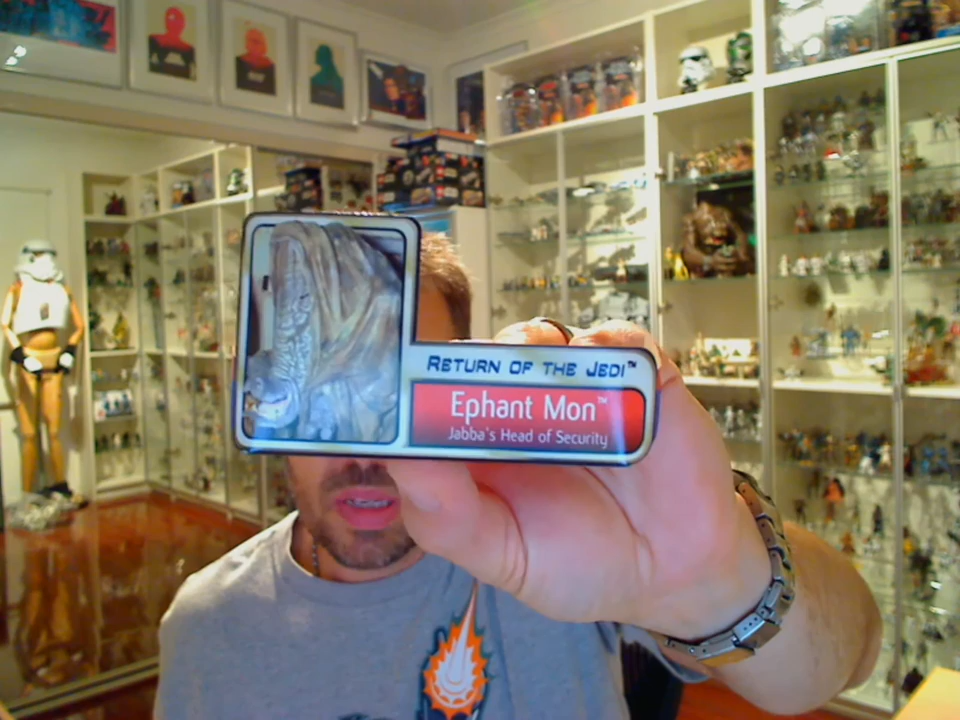 RETURN OF THE JEDI™
Ephant Mon™
Jabba's Head of Security